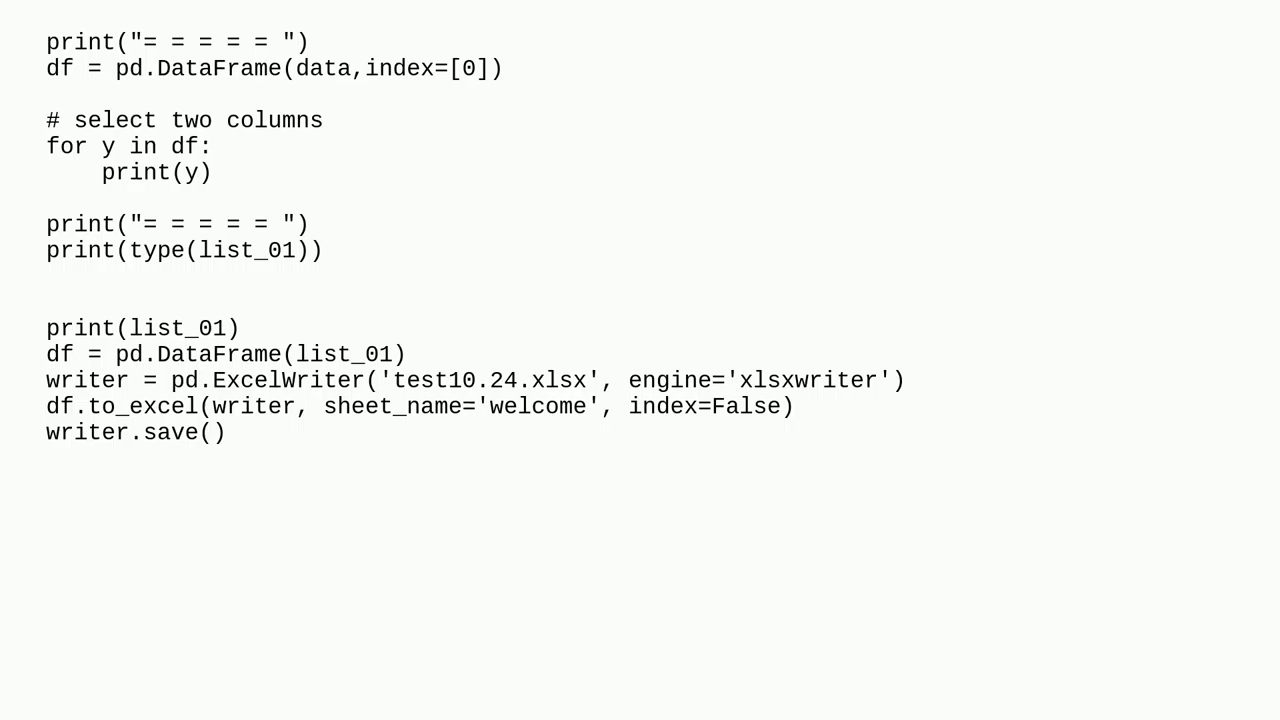 print("= = = = = ")
df = pd.DataFrame(data,index=[0])

# select two columns
for y in df:
    print(y)

print("= = = = = ")
print(type(list_01))


print(list_01)
df = pd.DataFrame(list_01)
writer = pd.ExcelWriter('test10.24.xlsx', engine='xlsxwriter')
df.to_excel(writer, sheet_name='welcome', index=False)
writer.save()